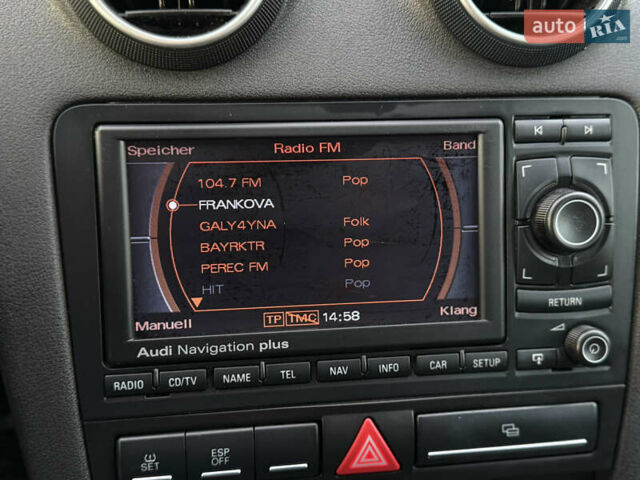 auto RIA
.com
Speicher Radio FM Band
104.7 FM Pop
FRANKOVA
GALY4YNA Folk
BAYRKTR Pop
PEREC FM Pop
HIT Pop
Manuell TP TMC 14:58 Klang
Audi Navigation plus
RETURN
RADIO CD/TV NAME TEL NAV INFO CAR SETUP
SET
ESP
OFF